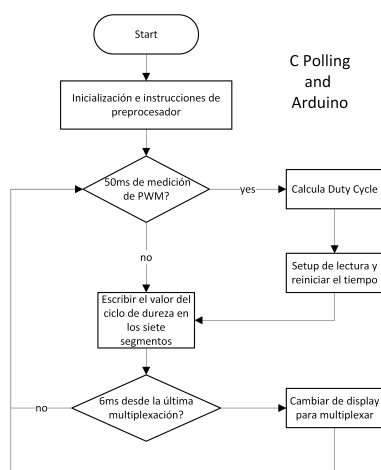 Start
C Polling
and
Arduino
Inicialización e instrucciones de
preprocesador
50ms de medición
de PWM?
yes
Calcula Duty Cycle
no
Setup de lectura y
reiniciar el tiempo
Escribir el valor del
ciclo de dureza en
los siete
segmentos
no
6ms desde la última
multiplexación?
Cambiar de display
para multiplexar